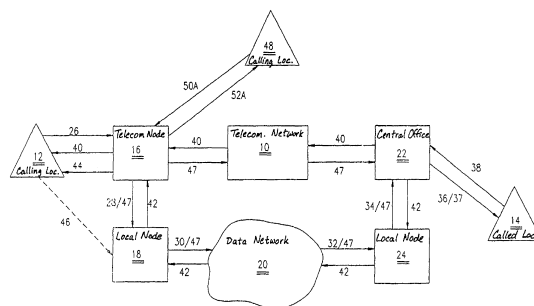 48
Calling Loc.
50A
52A
Telecom Node
16
Telecom. Network
10
Central Office
22
12
Calling Loc.
26
40
44
40
47
40
47
38
36/37
14
Called Loc.
46
23/47
42
34/47
42
Local Node
18
30/47
42
Data Network
20
32/47
42
Local Node
24